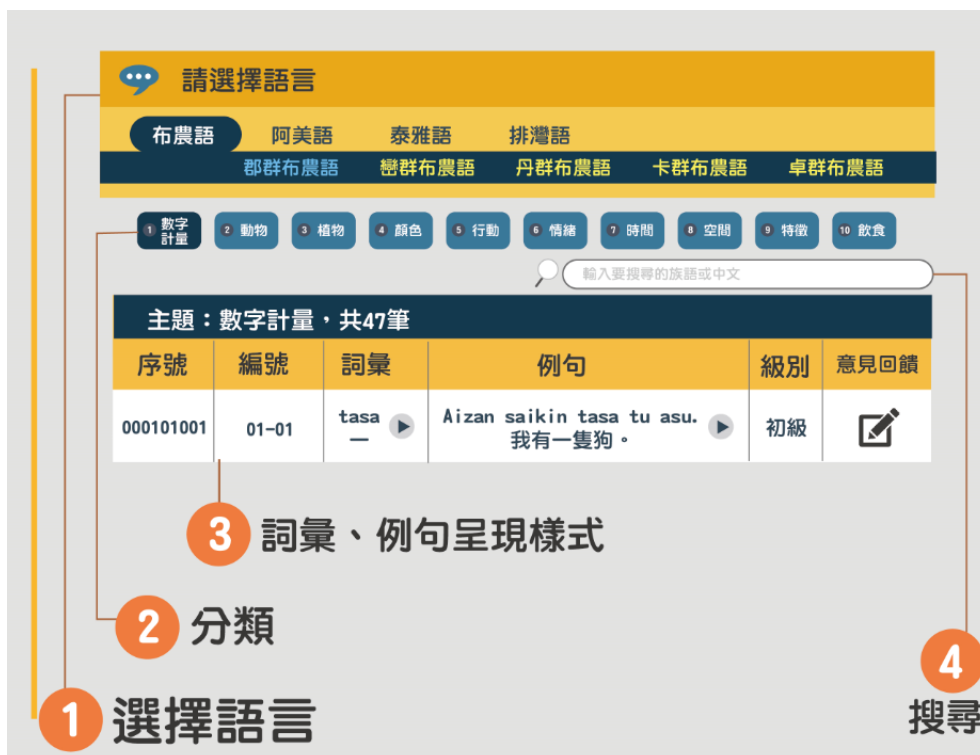 請選擇語言
布農語 阿美語 泰雅語 排灣語
郡群布農語 巒群布農語 丹群布農語 卡群布農語 卓群布農語
1 數字計量 2 動物 3 植物 4 顏色 5 行動 6 情緒 7 時間 8 空間 9 特徵 10 飲食
輸入要搜尋的族語或中文
主題：數字計量，共47筆
序號 編號 詞彙 例句 級別 意見回饋
000101001 01-01 tasa Aizan saikin tasa tu asu. 初級
一 我有一隻狗。
3 詞彙、例句呈現樣式
2 分類
4
搜尋
1 選擇語言